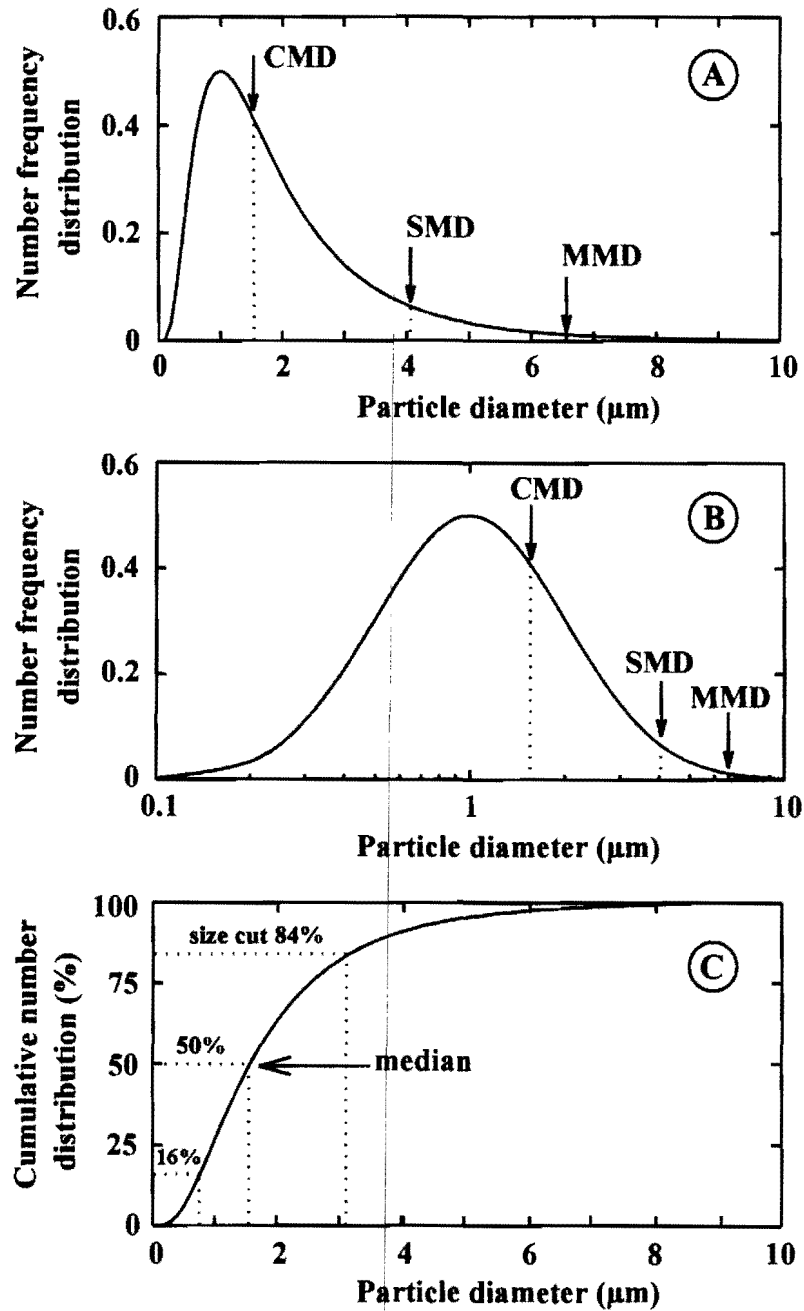 0.6
0.4
0.2
0
Number frequency
distribution
CMD
SMD
MMD
A
0 2 4 6 8 10
Particle diameter (µm)
0.6
0.4
0.2
0
Number frequency
distribution
CMD
SMD
MMD
B
0.1 1 10
Particle diameter (µm)
100
75
50
25
0
Cumulative number
distribution (%)
size cut 84%
50%
median
16%
C
0 2 4 6 8 10
Particle diameter (µm)